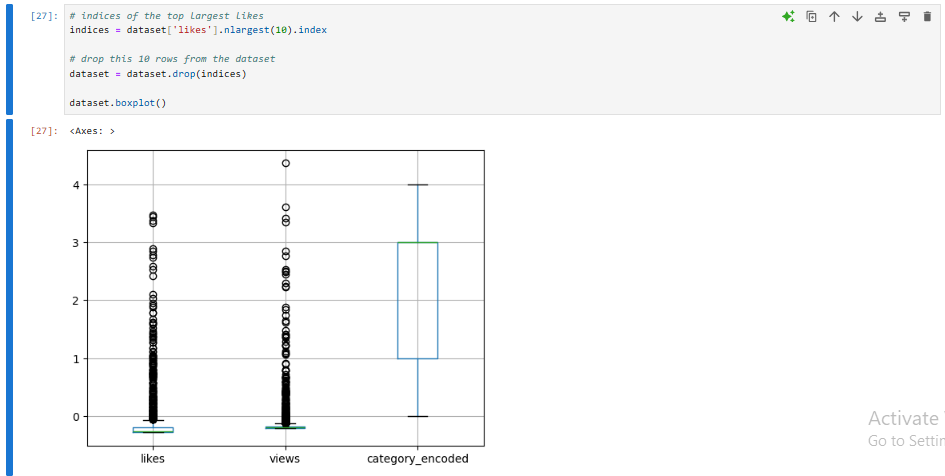 [27]: # indices of the top largest likes
indices = dataset['likes'].nlargest(10).index
# drop this 10 rows from the dataset
dataset = dataset.drop(indices)
dataset.boxplot()
[27]: <Axes: >
4
3
2
1
0
likes views category_encoded
Activate
Go to Settin